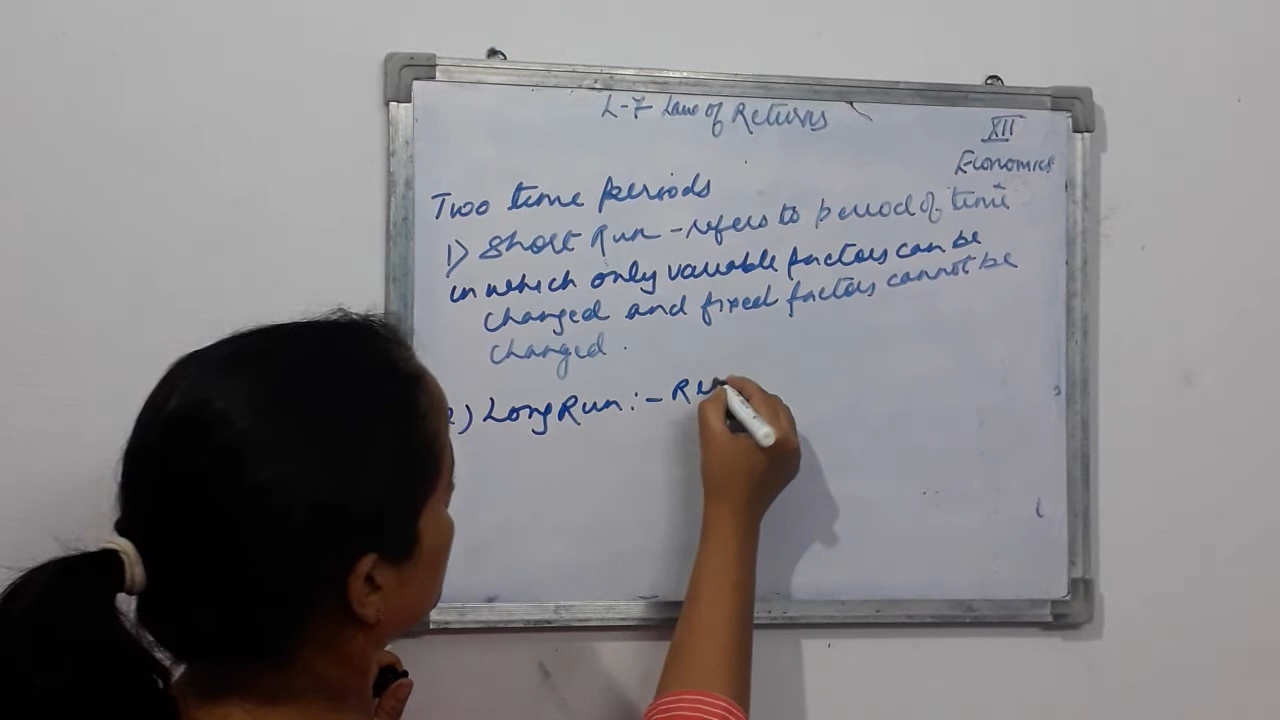 L-7 Law of Returns
XII
Economics
Two time periods
1) Short Run - refers to period of time
in which only variable factors can be
changed and fixed factors cannot be
changed.
2) Long Run :- R